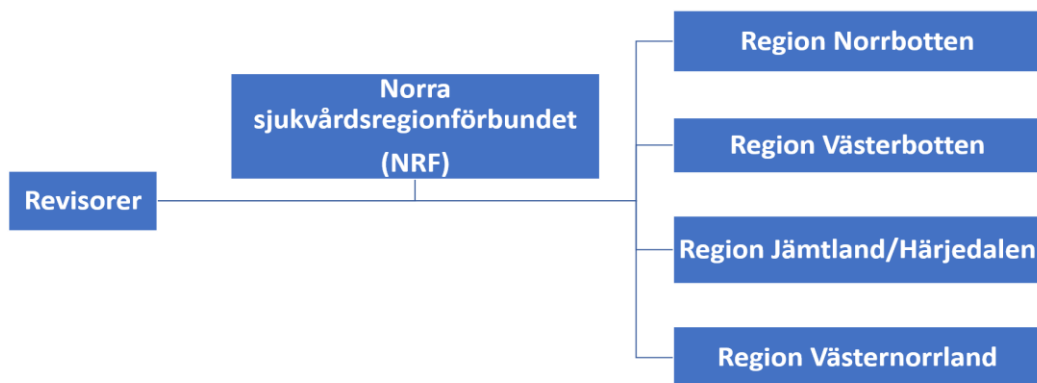 Region Norrbotten
Norra
sjukvårdsregionförbundet
(NRF)
Region Västerbotten
Revisorer
Region Jämtland/Härjedalen
Region Västernorrland